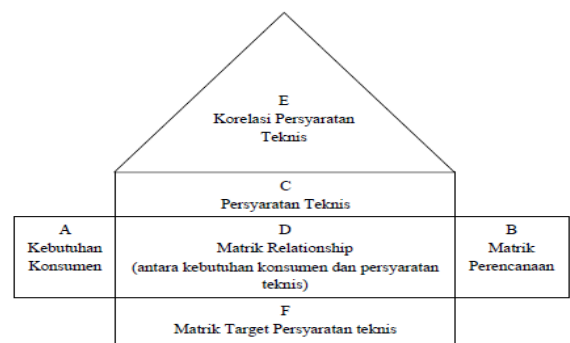 E
Korelasi Persyaratan
Teknis
C
Persyaratan Teknis
A
Kebutuhan
Konsumen
D
Matrik Relationship
(antara kebutuhan konsumen dan persyaratan
teknis)
B
Matrik
Perencanaan
F
Matrik Target Persyaratan teknis